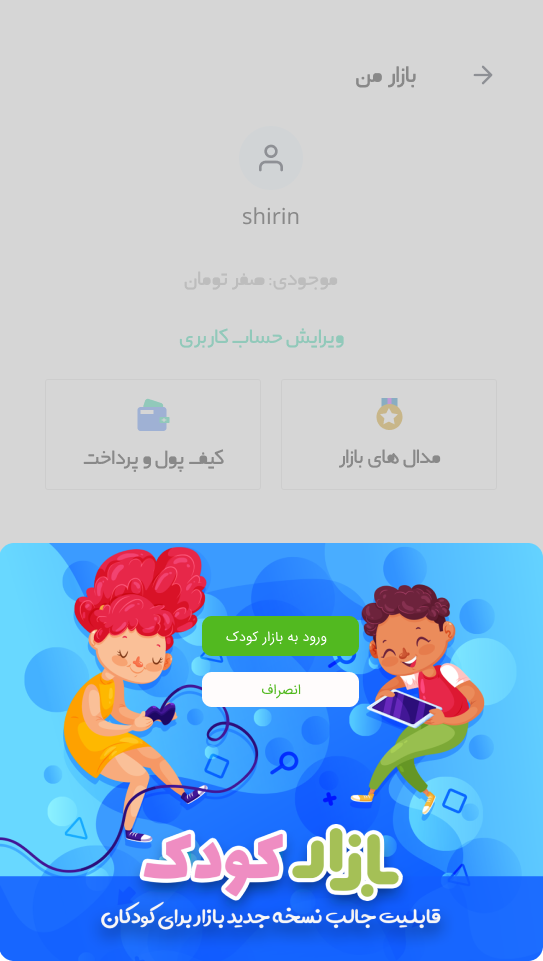 بازار من
shirin
موجودی: صفر تومان
ویرایش حساب کاربری
مدال های بازار
کیف پول و پرداخت
ورود به بازار کودک
انصراف
بازار کودک
قابلیت جالب نسخه جدید بازار برای کودکان